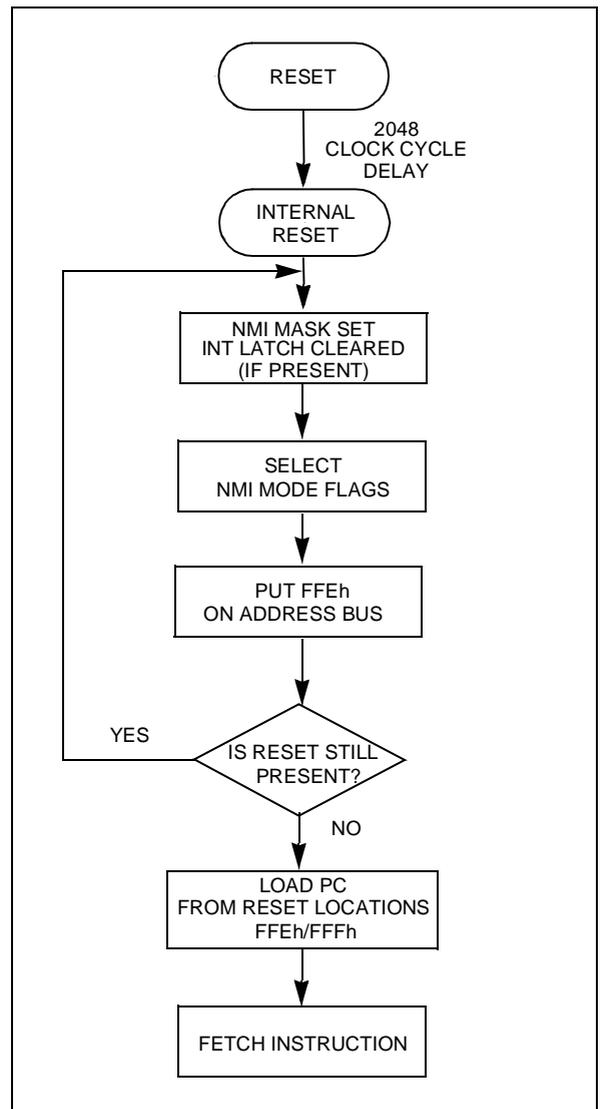 RESET
2048
CLOCK CYCLE
DELAY
INTERNAL
RESET
NMI MASK SET
INT LATCH CLEARED
(IF PRESENT)
SELECT
NMI MODE FLAGS
PUT FFEh
ON ADDRESS BUS
YES
IS RESET STILL
PRESENT?
NO
LOAD PC
FROM RESET LOCATIONS
FFEh/FFFh
FETCH INSTRUCTION